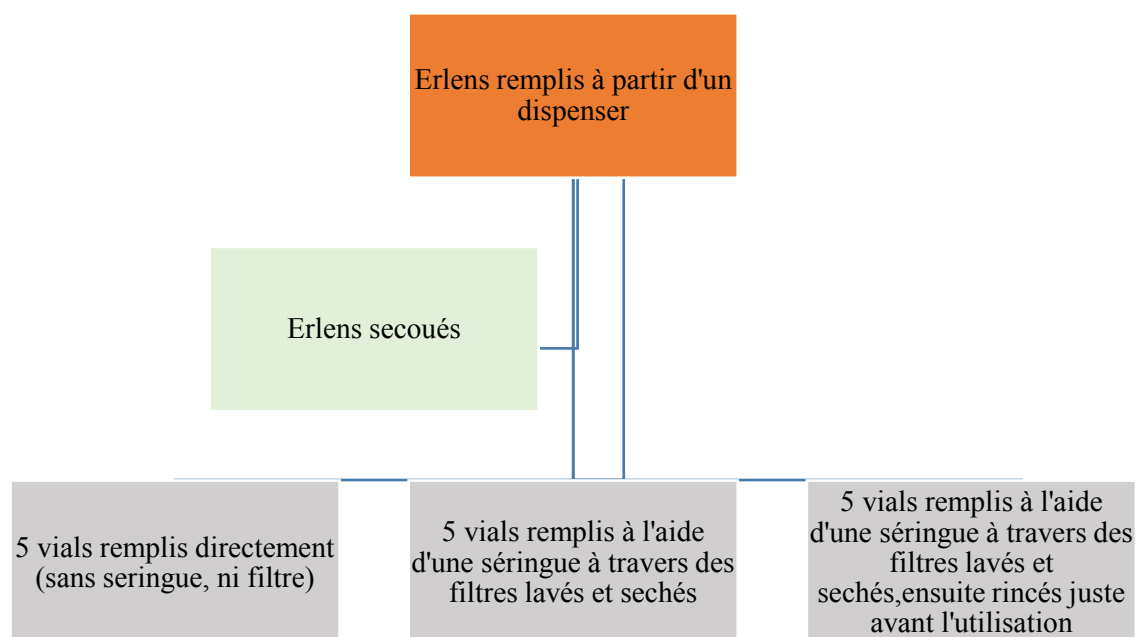 Erlens remplis à partir d'un
dispenser
Erlens secoués
5 vials remplis directement
(sans seringue, ni filtre)
5 vials remplis à l'aide
d'une séringue à travers des
filtres lavés et sechés
5 vials remplis à l'aide
d'une séringue à travers des
filtres lavés et
sechés,ensuite rincés juste
avant l'utilisation